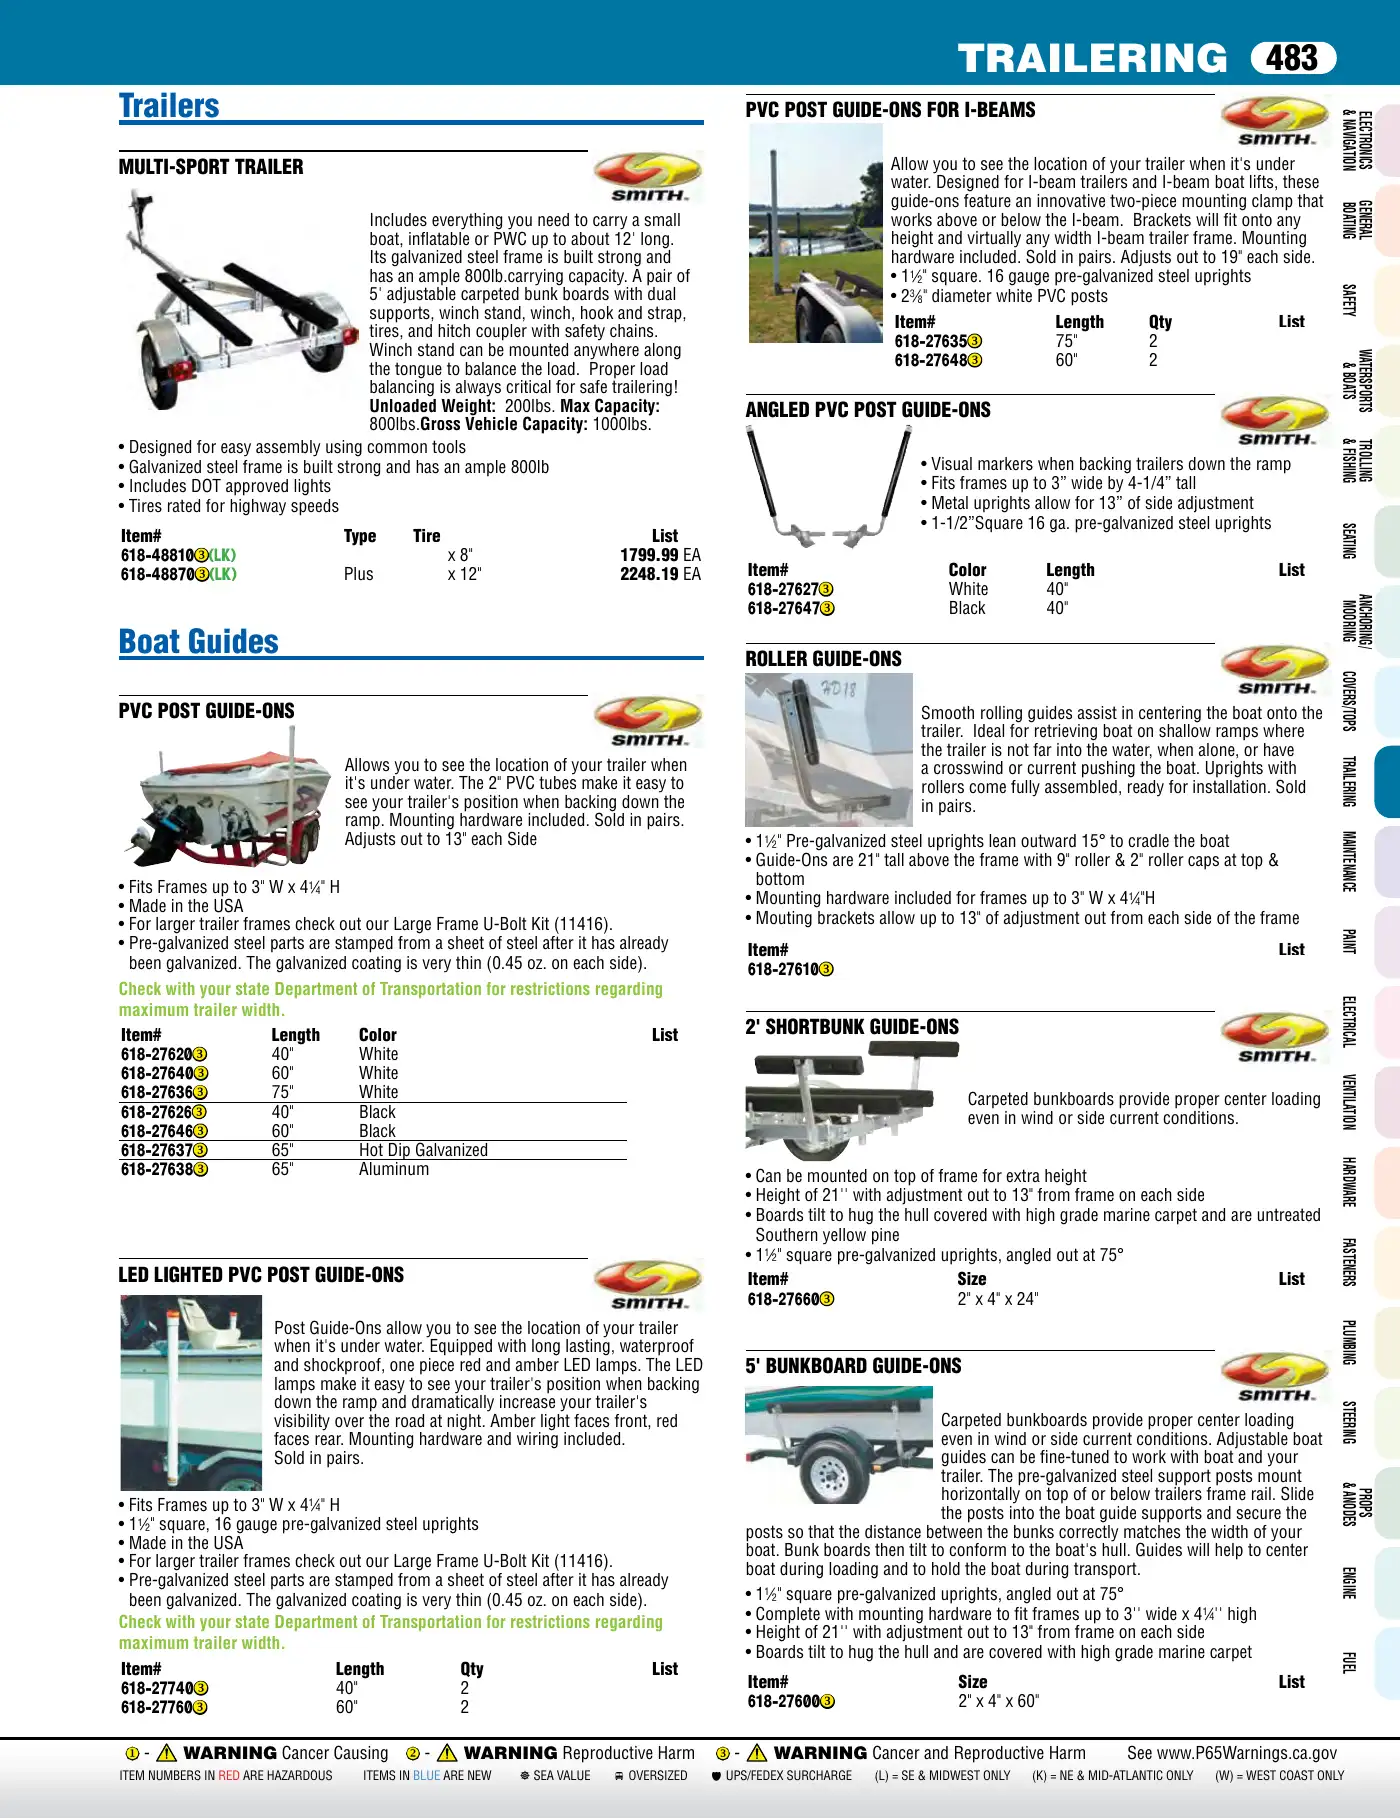 TRAILERING 483
Trailers
MULTI-SPORT TRAILER
SMITH
Includes everything you need to carry a small
boat, inflatable or PWC up to about 12' long.
Its galvanized steel frame is built strong and
has an ample 800lb.carrying capacity. A pair of
5' adjustable carpeted bunk boards with dual
supports, winch stand, winch, hook and strap,
tires, and hitch coupler with safety chains.
Winch stand can be mounted anywhere along
the tongue to balance the load. Proper load
balancing is always critical for safe trailering!
Unloaded Weight: 200lbs. Max Capacity:
800lbs.Gross Vehicle Capacity: 1000lbs.
• Designed for easy assembly using common tools
• Galvanized steel frame is built strong and has an ample 800lb
• Includes DOT approved lights
• Tires rated for highway speeds
Item# Type Tire List
618-48810③(LK) x 8" 1799.99 EA
618-48870③(LK) Plus x 12" 2248.19 EA
Boat Guides
PVC POST GUIDE-ONS
SMITH
Allows you to see the location of your trailer when
it's under water. The 2" PVC tubes make it easy to
see your trailer's position when backing down the
ramp. Mounting hardware included. Sold in pairs.
Adjusts out to 13" each Side
• Fits Frames up to 3" W x 4¼" H
• Made in the USA
• For larger trailer frames check out our Large Frame U-Bolt Kit (11416).
• Pre-galvanized steel parts are stamped from a sheet of steel after it has already
been galvanized. The galvanized coating is very thin (0.45 oz. on each side).
Check with your state Department of Transportation for restrictions regarding
maximum trailer width.
Item# Length Color List
618-27620③ 40" White
618-27640③ 60" White
618-27636③ 75" White
618-27626③ 40" Black
618-27646③ 60" Black
618-27637③ 65" Hot Dip Galvanized
618-27638③ 65" Aluminum
LED LIGHTED PVC POST GUIDE-ONS
SMITH
Post Guide-Ons allow you to see the location of your trailer
when it's under water. Equipped with long lasting, waterproof
and shockproof, one piece red and amber LED lamps. The LED
lamps make it easy to see your trailer's position when backing
down the ramp and dramatically increase your trailer's
visibility over the road at night. Amber light faces front, red
faces rear. Mounting hardware and wiring included.
Sold in pairs.
• Fits Frames up to 3" W x 4¼" H
• 1½" square, 16 gauge pre-galvanized steel uprights
• Made in the USA
• For larger trailer frames check out our Large Frame U-Bolt Kit (11416).
• Pre-galvanized steel parts are stamped from a sheet of steel after it has already
been galvanized. The galvanized coating is very thin (0.45 oz. on each side).
Check with your state Department of Transportation for restrictions regarding
maximum trailer width.
Item# Length Qty List
618-27740③ 40" 2
618-27760③ 60" 2
PVC POST GUIDE-ONS FOR I-BEAMS
SMITH
Allow you to see the location of your trailer when it's under
water. Designed for I-beam trailers and I-beam boat lifts, these
guide-ons feature an innovative two-piece mounting clamp that
works above or below the I-beam. Brackets will fit onto any
height and virtually any width I-beam trailer frame. Mounting
hardware included. Sold in pairs. Adjusts out to 19" each side.
• 1½" square. 16 gauge pre-galvanized steel uprights
• 2⅜" diameter white PVC posts
Item# Length Qty List
618-27635③ 75" 2
618-27648③ 60" 2
ANGLED PVC POST GUIDE-ONS
SMITH
• Visual markers when backing trailers down the ramp
• Fits frames up to 3” wide by 4-1/4” tall
• Metal uprights allow for 13” of side adjustment
• 1-1/2”Square 16 ga. pre-galvanized steel uprights
Item# Color Length List
618-27627③ White 40"
618-27647③ Black 40"
ROLLER GUIDE-ONS
SMITH
HD18
Smooth rolling guides assist in centering the boat onto the
trailer. Ideal for retrieving boat on shallow ramps where
the trailer is not far into the water, when alone, or have
a crosswind or current pushing the boat. Uprights with
rollers come fully assembled, ready for installation. Sold
in pairs.
• 1½" Pre-galvanized steel uprights lean outward 15° to cradle the boat
• Guide-Ons are 21" tall above the frame with 9" roller & 2" roller caps at top &
bottom
• Mounting hardware included for frames up to 3" W x 4¼"H
• Mouting brackets allow up to 13" of adjustment out from each side of the frame
Item# List
618-27610③
2' SHORTBUNK GUIDE-ONS
SMITH
Carpeted bunkboards provide proper center loading
even in wind or side current conditions.
• Can be mounted on top of frame for extra height
• Height of 21'' with adjustment out to 13" from frame on each side
• Boards tilt to hug the hull covered with high grade marine carpet and are untreated
Southern yellow pine
• 1½" square pre-galvanized uprights, angled out at 75°
Item# Size List
618-27660③ 2" x 4" x 24"
5' BUNKBOARD GUIDE-ONS
SMITH
Carpeted bunkboards provide proper center loading
even in wind or side current conditions. Adjustable boat
guides can be fine-tuned to work with boat and your
trailer. The pre-galvanized steel support posts mount
horizontally on top of or below trailers frame rail. Slide
the posts into the boat guide supports and secure the
posts so that the distance between the bunks correctly matches the width of your
boat. Bunk boards then tilt to conform to the boat's hull. Guides will help to center
boat during loading and to hold the boat during transport.
• 1½" square pre-galvanized uprights, angled out at 75°
• Complete with mounting hardware to fit frames up to 3'' wide x 4¼'' high
• Height of 21'' with adjustment out to 13" from frame on each side
• Boards tilt to hug the hull and are covered with high grade marine carpet
Item# Size List
618-27600③ 2" x 4" x 60"
ELECTRONICS
& NAVIGATION
GENERAL
BOATING
SAFETY
WATERSPORTS
& BOATS
TROLLING
& FISHING
SEATING
ANCHORING/
MOORING
COVERS/TOPS
TRAILERING
MAINTENANCE
PAINT
ELECTRICAL
VENTILATION
HARDWARE
FASTENERS
PLUMBING
STEERING
PROPS
& ANODES
ENGINE
FUEL
① - ⚠ WARNING Cancer Causing ② - ⚠ WARNING Reproductive Harm ③ - ⚠ WARNING Cancer and Reproductive Harm See www.P65Warnings.ca.gov
ITEM NUMBERS IN RED ARE HAZARDOUS ITEMS IN BLUE ARE NEW SEA VALUE OVERSIZED UPS/FEDEX SURCHARGE (L) = SE & MIDWEST ONLY (K) = NE & MID-ATLANTIC ONLY (W) = WEST COAST ONLY